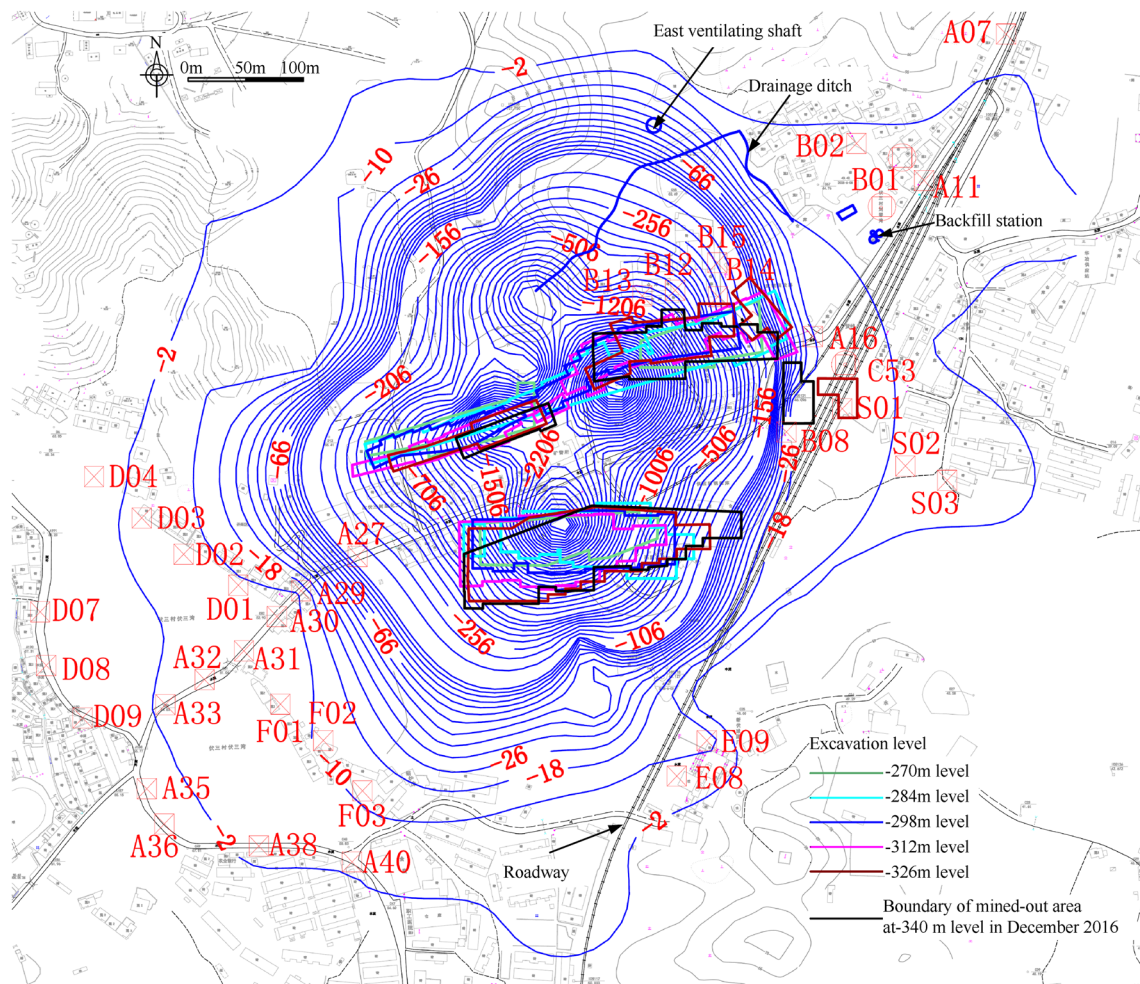 A07
East ventilating shaft
N
0 50m 100m
-2
Drainage ditch
-10
-26
B02
-66
B01
A11
-156
-256
-506
B15
Backfill station
B12
B14
B13
-1206
-2
A16
-206
C53
-156
S01
-66
-2206
-506
B08
S02
D04
-106
-1506
-1006
-26
S03
D03
-18
A27
D02
-18
D01
A29
D07
A30
-66
-256
-106
A31
D08
A32
A33
F02
D09
F01
E09
-26
Excavation level
-10
-18
E08
-270m level
A35
F03
-284m level
-2
-2
-298m level
A36
A38
-312m level
A40
Roadway
-326m level
Boundary of mined-out area
at-340 m level in December 2016